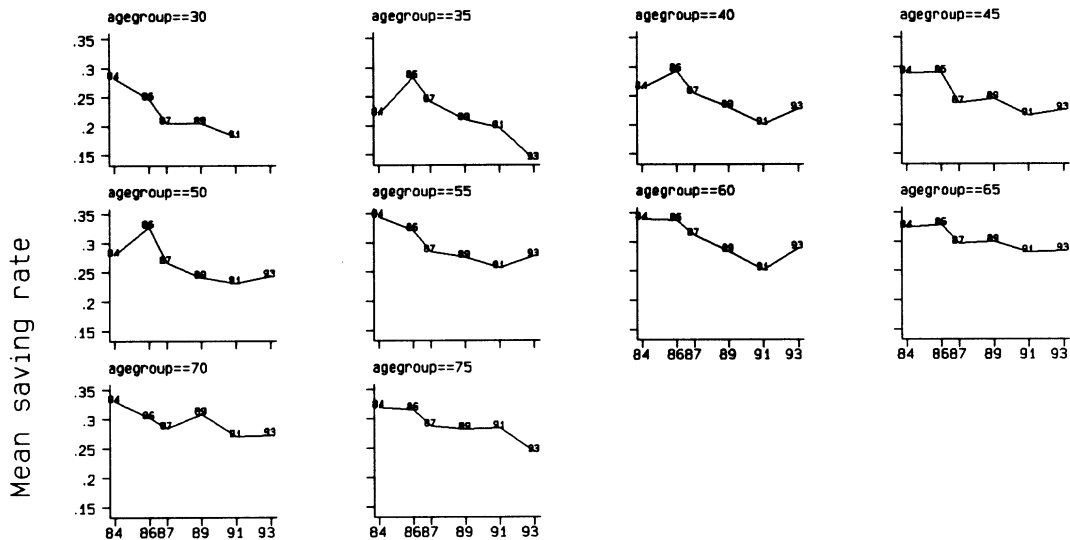 agegroup==30 agegroup==35 agegroup==40 agegroup==45
.35
.3
.25
.2
.15
84 86 87 89 91
84 86 87 89 91 93
84 86 87 89 91 93
84 86 87 89 91 93
agegroup==50 agegroup==55 agegroup==60 agegroup==65
.35
.3
.25
.2
.15
84 86 87 89 91 93
84 86 87 89 91 93
84 86 87 89 91 93
84 86 87 89 91 93
84 8687 89 91 93
84 8687 89 91 93
agegroup==70 agegroup==75
.35
.3
.25
.2
.15
84 86 87 89 91 93
84 86 87 89 91 93
84 8687 89 91 93
84 8687 89 91 93
Mean saving rate